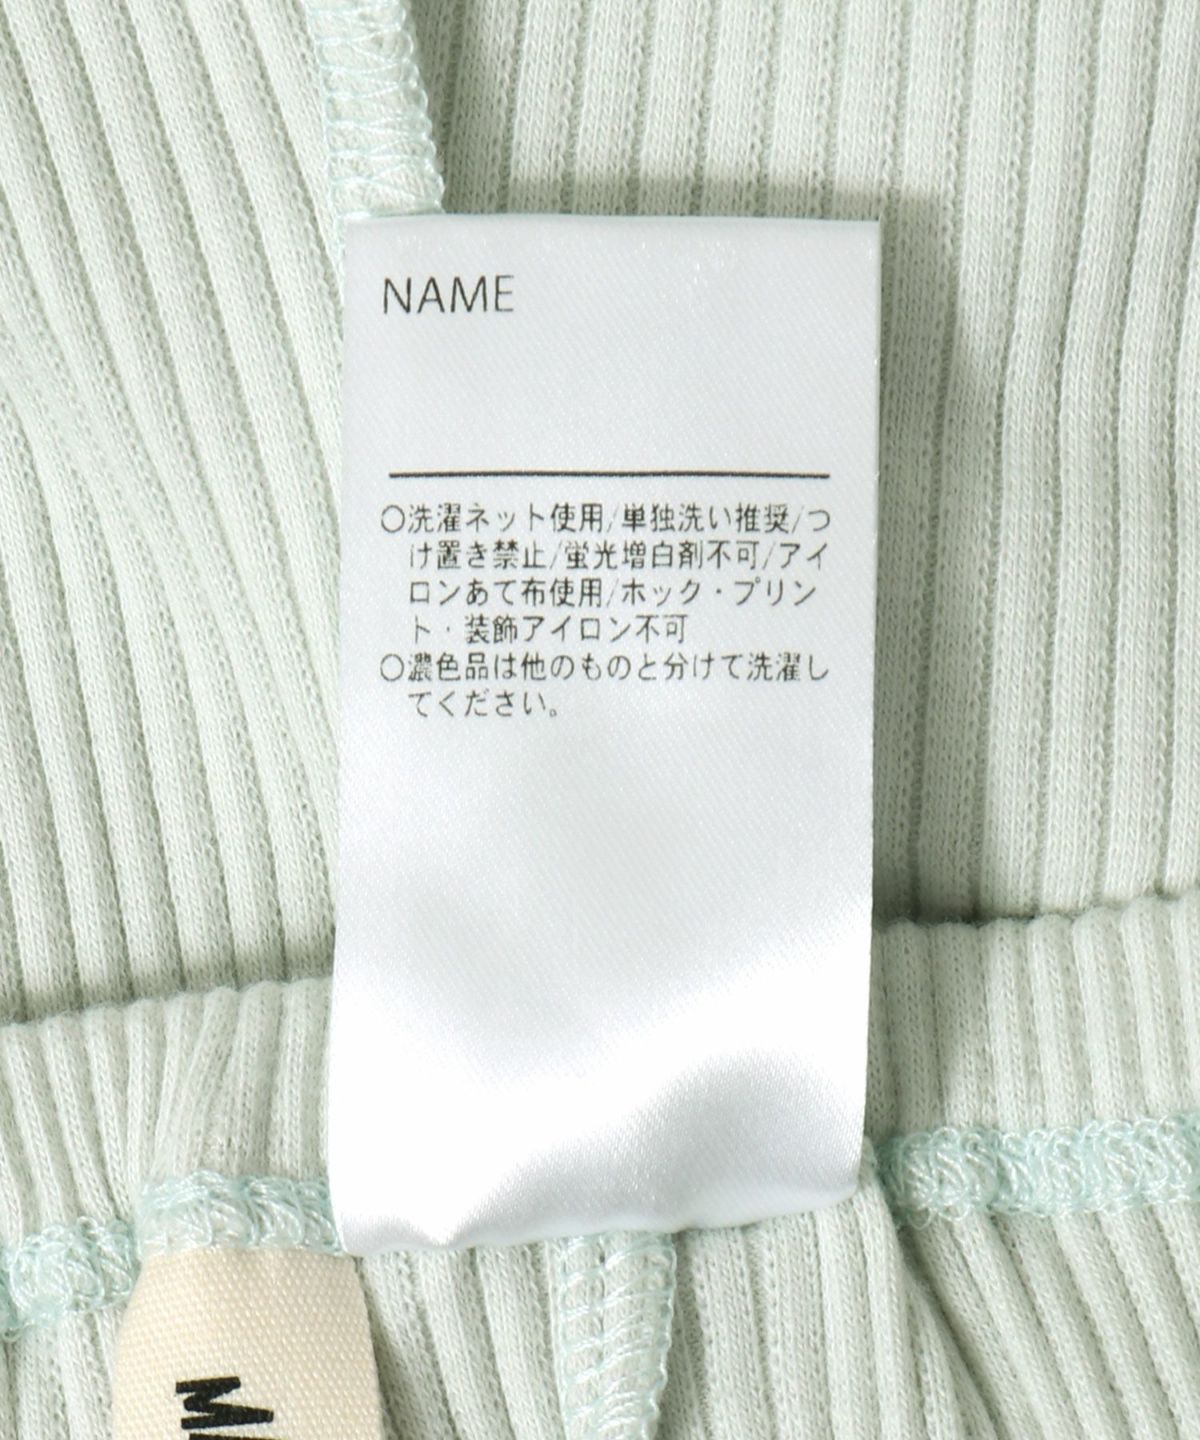 NAME
○洗濯ネット使用/単独洗い推奨/つ
け置き禁止/蛍光増白剤不可/アイ
ロンあて布使用/ホック・プリン
ト・装飾アイロン不可
○濃色品は他のものと分けて洗濯し
てください。